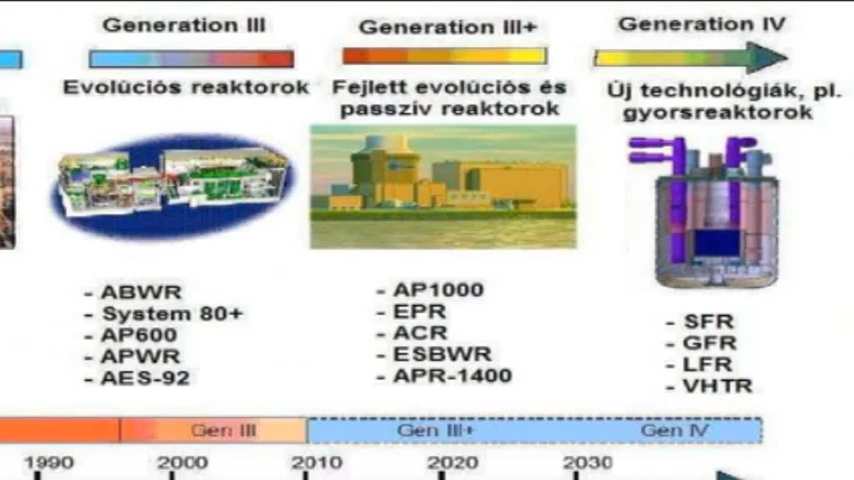 Generation III
Generation III+
Generation IV
Evolúciós reaktorok
Fejlett evolúciós és
passzív reaktorok
Új technológiák, pl.
gyorsreaktorok
- ABWR
- System 80+
- AP600
- APWR
- AES-92
- AP1000
- EPR
- ACR
- ESBWR
- APR-1400
- SFR
- GFR
- LFR
- VHTR
Gen III
Gen III+
Gen IV
1990
2000
2010
2020
2030